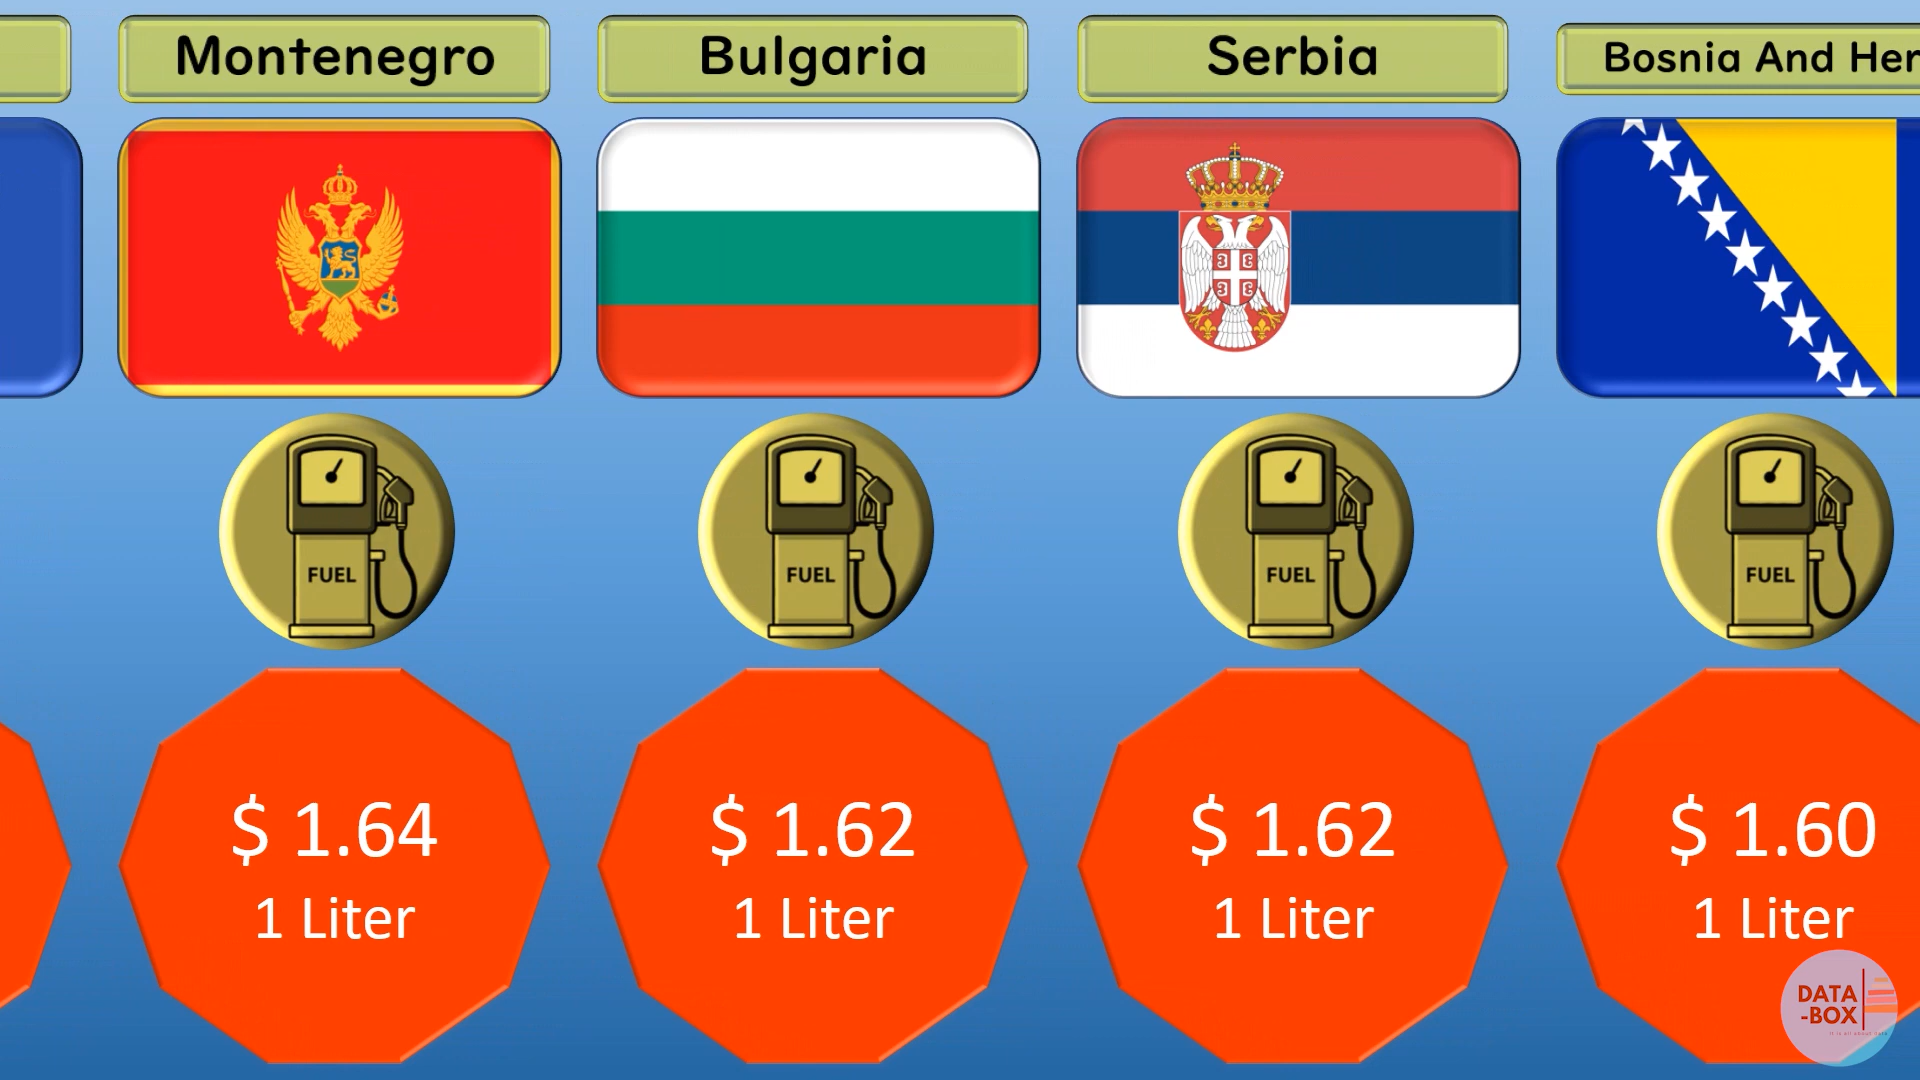 Montenegro
Bulgaria
Serbia
Bosnia And Her
FUEL
FUEL
FUEL
FUEL
$ 1.64
1 Liter
$ 1.62
1 Liter
$ 1.62
1 Liter
$ 1.60
1 Liter
DATA
-BOX